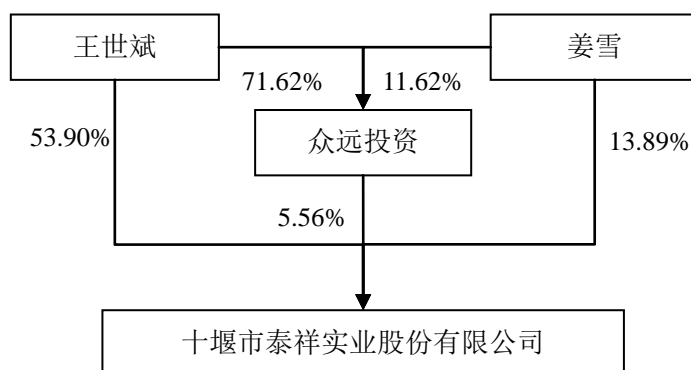 王世斌
姜雪
71.62%
11.62%
53.90%
众远投资
13.89%
5.56%
十堰市泰祥实业股份有限公司